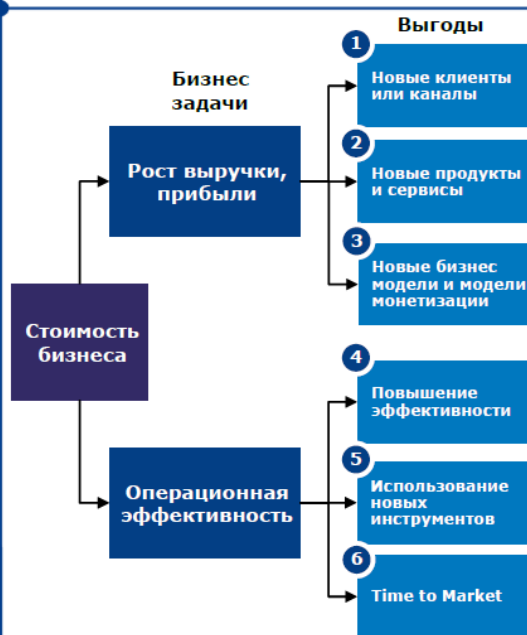 Выгоды
Бизнес
задачи
1
Новые клиенты
или каналы
2
Новые продукты
и сервисы
Рост выручки,
прибыли
3
Новые бизнес
модели и модели
монетизации
Стоимость
бизнеса
4
Повышение
эффективности
5
Использование
новых
инструментов
Операционная
эффективность
6
Time to Market